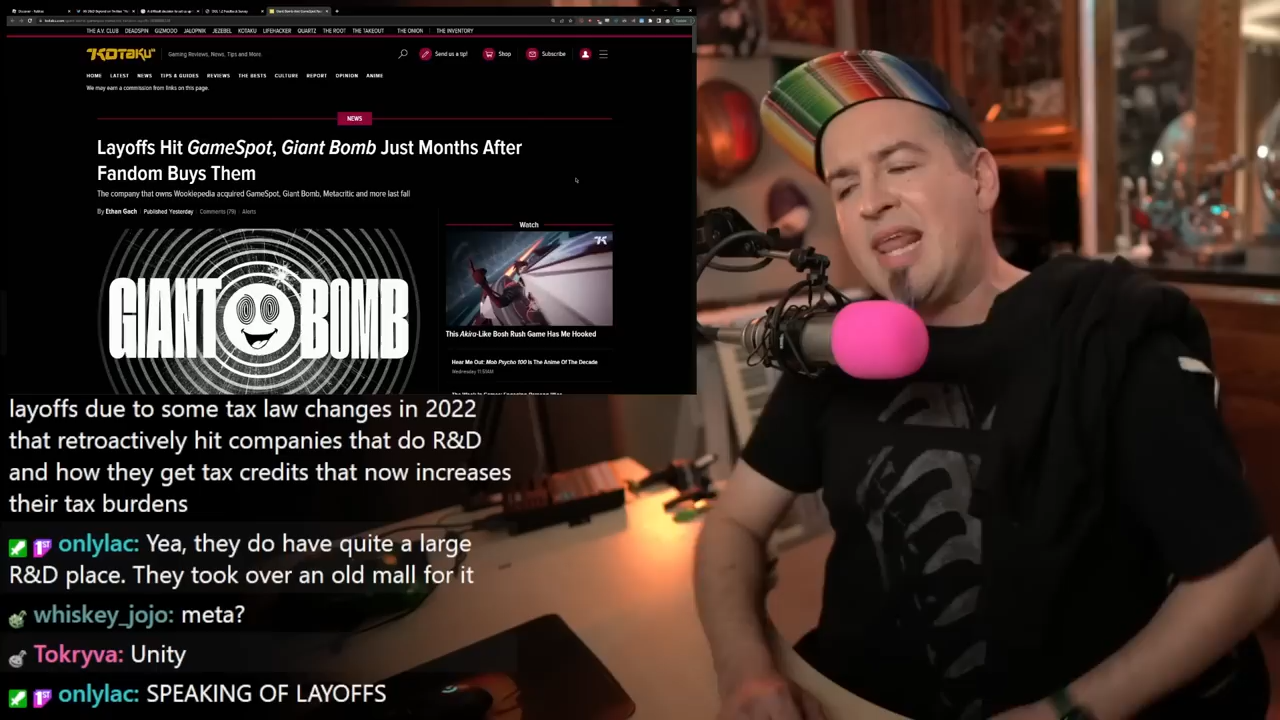 THE A.V. CLUB DEADSPIN GIZMODO JALOPNIK JEZEBEL KOTAKU LIFEHACKER QUARTZ THE ROOT THE TAKEOUT THE ONION THE INVENTORY
KOTAKU Gaming Reviews, News, Tips and More. Send us a tip! Shop Subscribe
HOME LATEST NEWS TIPS & GUIDES REVIEWS THE BESTS CULTURE REPORT OPINION ANIME
We may earn a commission from links on this page.
NEWS
Layoffs Hit GameSpot, Giant Bomb Just Months After
Fandom Buys Them
The company that owns Wookiepedia acquired GameSpot, Giant Bomb, Metacritic and more last fall
By Ethan Gach Published Yesterday Comments (79) Alerts
Watch
GIANT BOMB
This Akira-Like Bosh Rush Game Has Me Hooked
Hear Me Out: Mob Psycho 100 Is The Anime Of The Decade
Wednesday 11:55AM
layoffs due to some tax law changes in 2022
that retroactively hit companies that do R&D
and how they get tax credits that now increases
their tax burdens
onlylac: Yea, they do have quite a large
R&D place. They took over an old mall for it
whiskey_jojo: meta?
Tokryva: Unity
onlylac: SPEAKING OF LAYOFFS